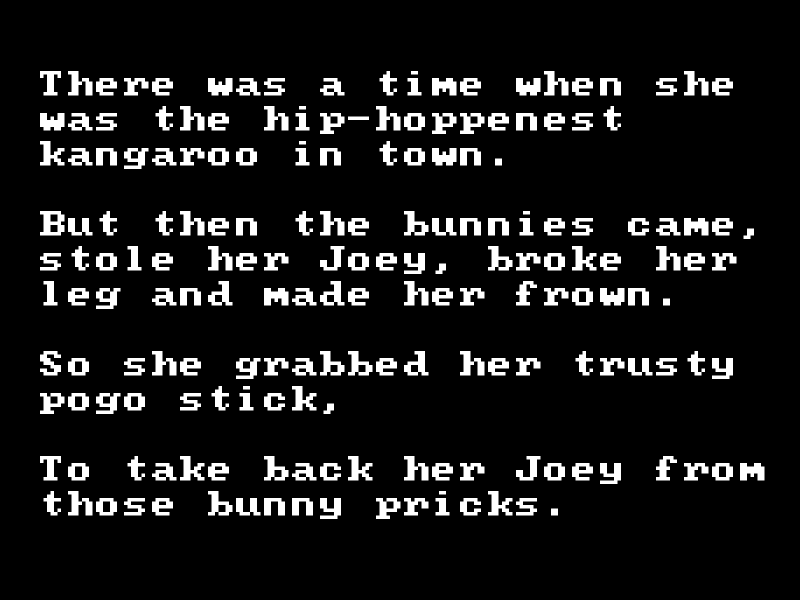 There was a time when she
was the hip-hoppenest
kangaroo in town.
But then the bunnies came,
stole her Joey, broke her
leg and made her frown.
So she grabbed her trusty
pogo stick,
To take back her Joey from
those bunny pricks.